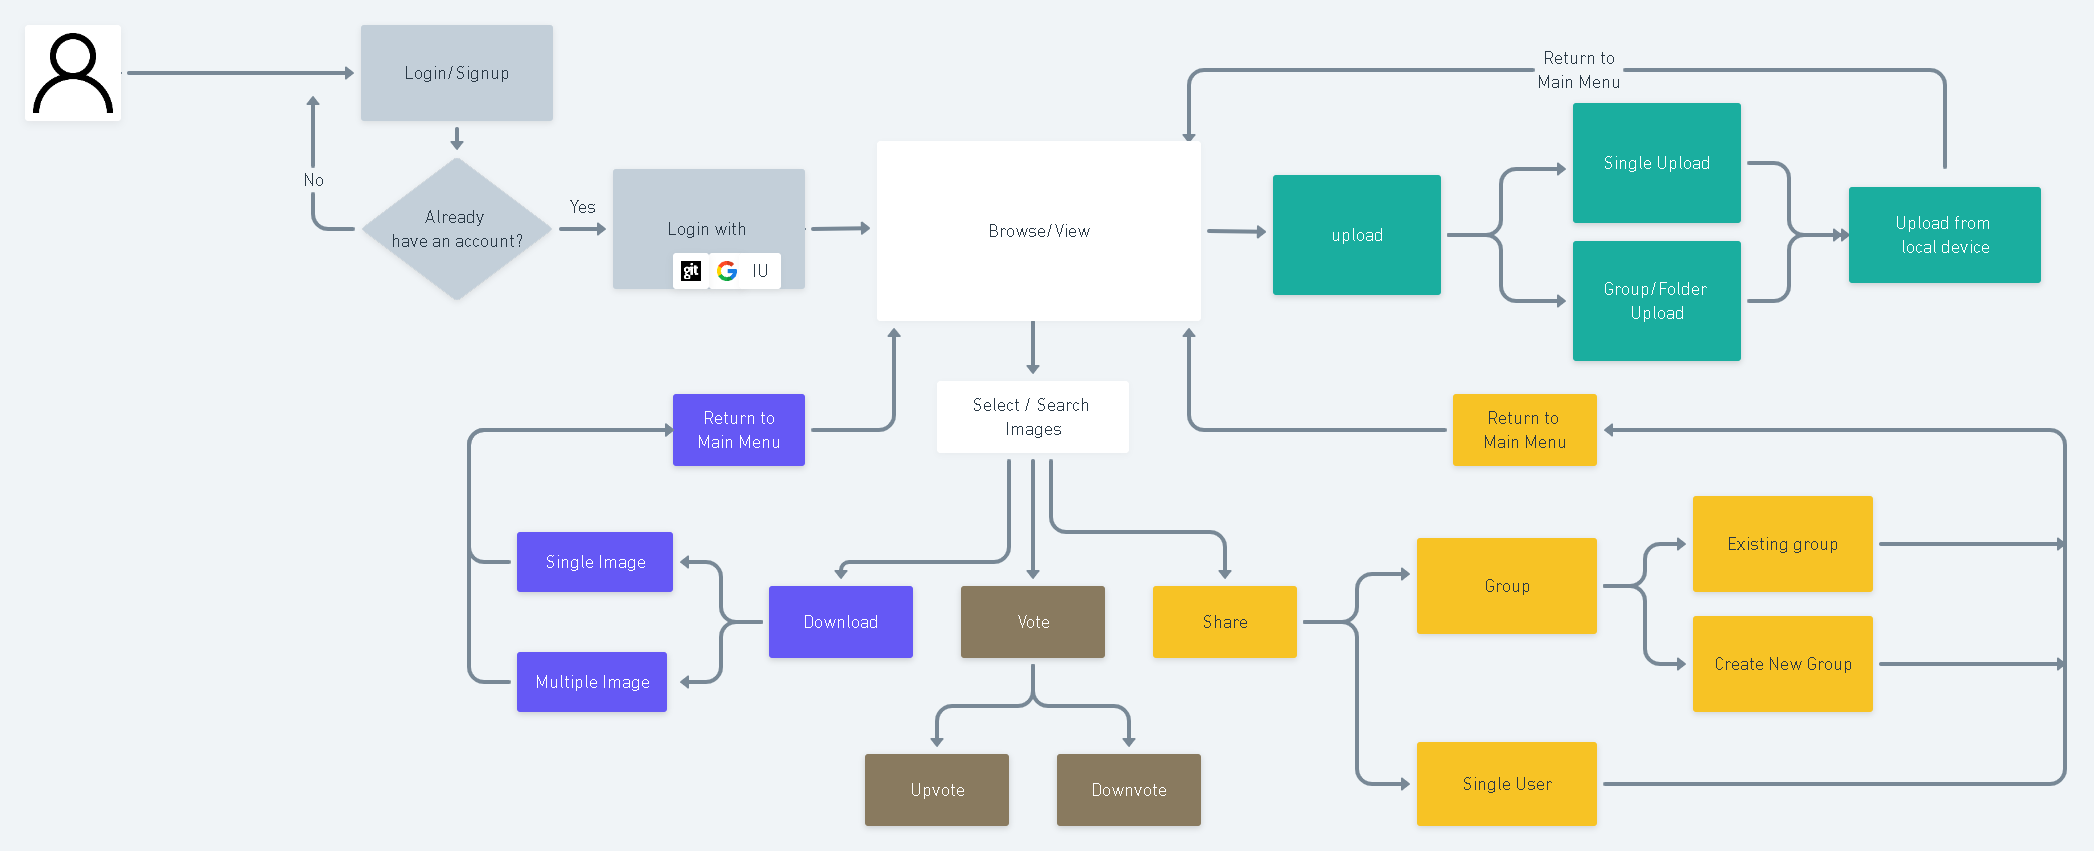 Login/Signup
No
Already
have an account?
Yes
Login with
git
G
IU
Browse/View
Return to
Main Menu
upload
Single Upload
Group/Folder
Upload
Upload from
local device
Return to
Main Menu
Select / Search
Images
Return to
Main Menu
Single Image
Multiple Image
Download
Vote
Share
Upvote
Downvote
Group
Existing group
Create New Group
Single User